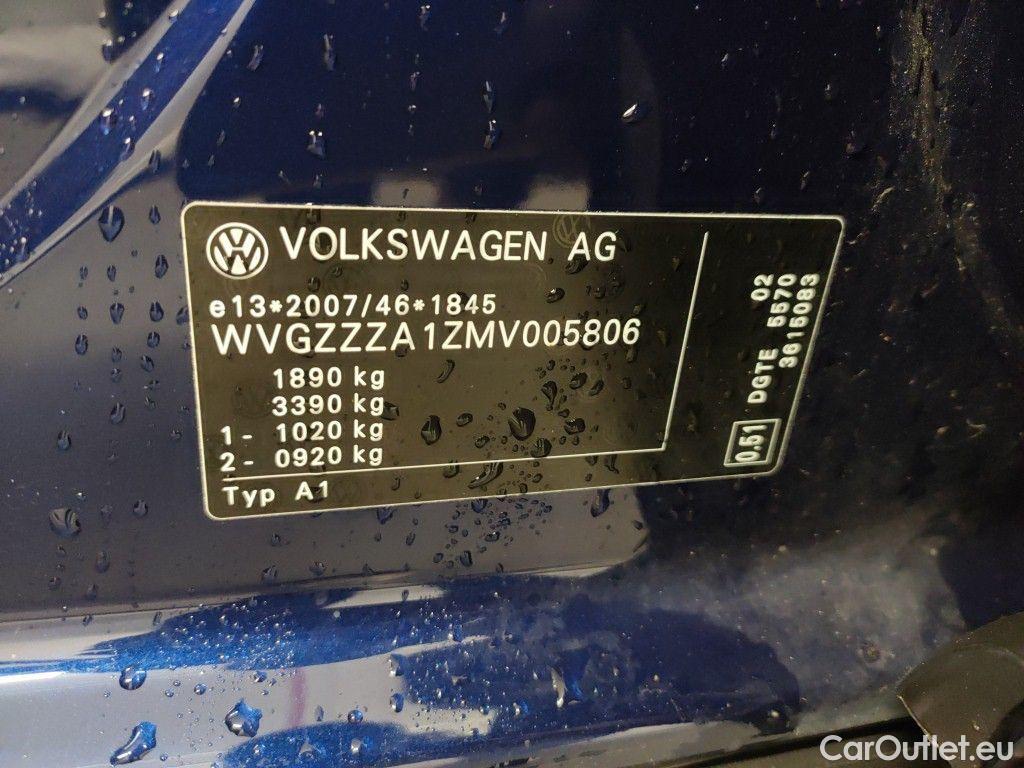 VOLKSWAGEN AG
e13*2007/46*1845
WVGZZZA1ZMV005806
1890 kg
3390 kg
1- 1020 kg
2- 0920 kg
Typ A1
02
DGTE 5570
3615083
0.51
CarOutlet.eu